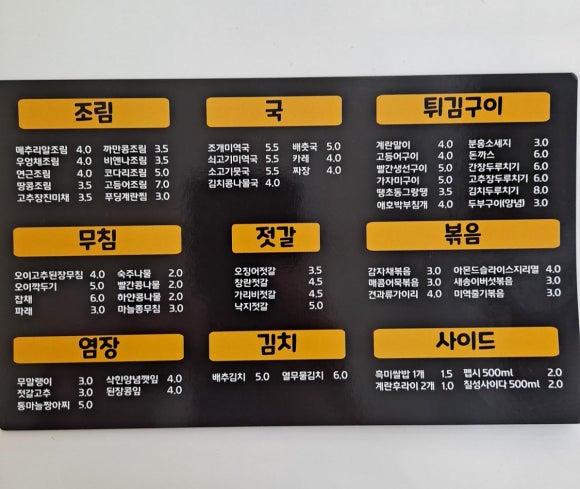 조림
메추리알조림 4.0 까만콩조림 3.5
우엉채조림 4.0 비엔나조림 3.5
연근조림 4.0 코다리조림 5.0
땅콩조림 3.5 고등어조림 7.0
고추장진미채 3.5 푸딩계란찜 3.0
국
조개미역국 5.5 배춧국 5.0
쇠고기미역국 5.5 카레 4.0
소고기뭇국 5.5 짜장 4.0
김치콩나물국 4.0
튀김구이
계란말이 4.0 분홍소세지 3.0
고등어구이 4.0 돈까스 6.0
빨간생선구이 5.0 간장두루치기 6.0
가자미구이 5.0 고추장두루치기 6.0
땡초동그랑땡 3.5 김치두루치기 8.0
애호박부침개 4.0 두부구이(양념) 3.0
무침
오이고추된장무침 4.0 숙주나물 2.0
오이깍두기 5.0 빨간콩나물 2.0
잡채 6.0 하얀콩나물 2.0
파래 3.0 마늘쫑무침 3.0
젓갈
오징어젓갈 3.5
창란젓갈 4.5
가리비젓갈 4.5
낙지젓갈 5.0
볶음
감자채볶음 3.0 아몬드슬라이스지리멸 4.0
매콤어묵볶음 3.0 새송이버섯볶음 3.0
견과류가이리 4.0 미역줄기볶음 3.0
염장
무말랭이 3.0 삭힌양념깻잎 4.0
젓갈고추 3.0 된장콩잎 4.0
통마늘짱아찌 5.0
김치
배추김치 5.0 열무물김치 6.0
사이드
흑미쌀밥 1개 1.5 펩시 500ml 2.0
계란후라이 2개 1.0 칠성사이다 500ml 2.0